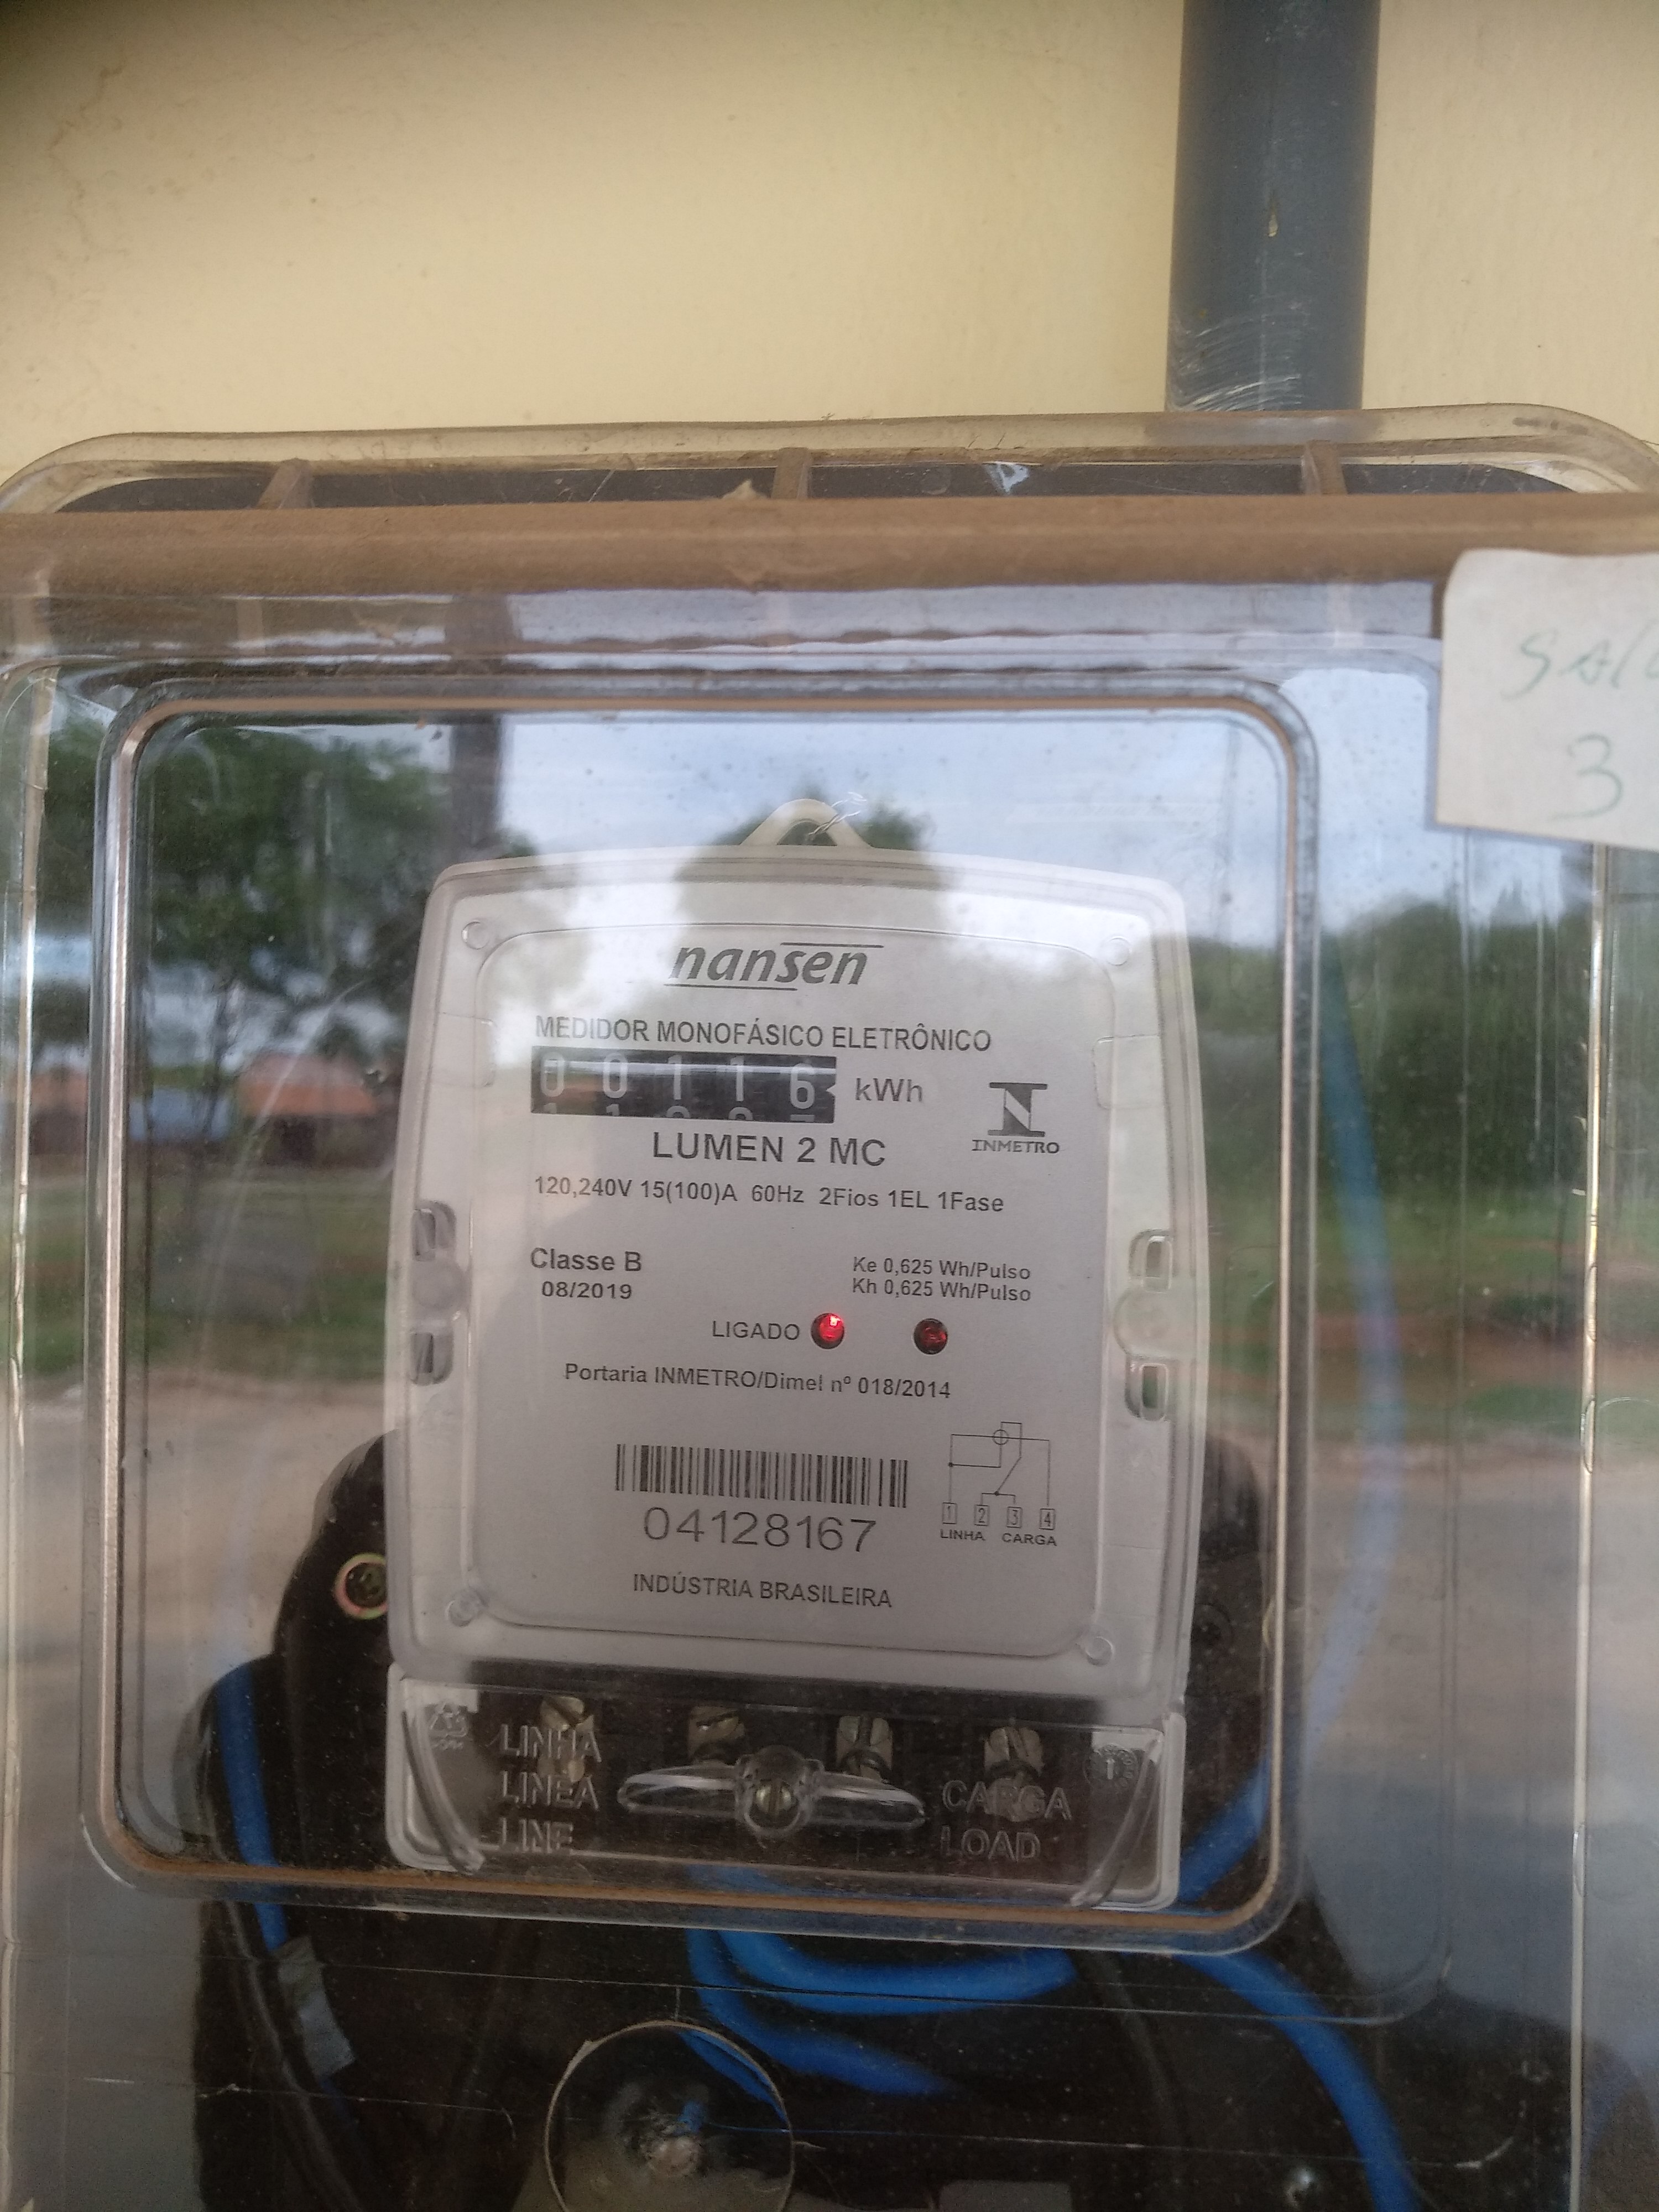 3
nansen
MEDIDOR MONOFÁSICO ELETRÔNICO
00116 kWh
INMETRO
LUMEN 2 MC
120,240V 15(100)A 60Hz 2Fios 1EL 1Fase
Classe B
08/2019
Ke 0,625 Wh/Pulso
Kh 0,625 Wh/Pulso
LIGADO
Portaria INMETRO/Dimel nº 018/2014
04128167
1 2 3 4
LINHA CARGA
INDÚSTRIA BRASILEIRA
LINHA
LINEA
LINE
CARGA
LOAD